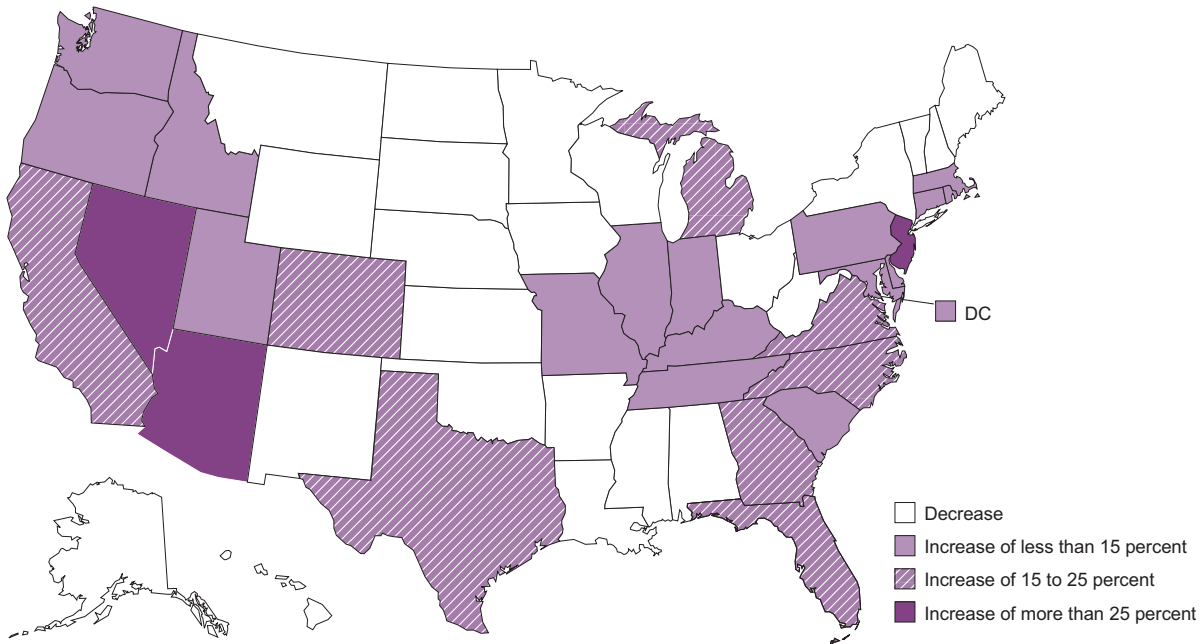 DC
Decrease
Increase of less than 15 percent
Increase of 15 to 25 percent
Increase of more than 25 percent